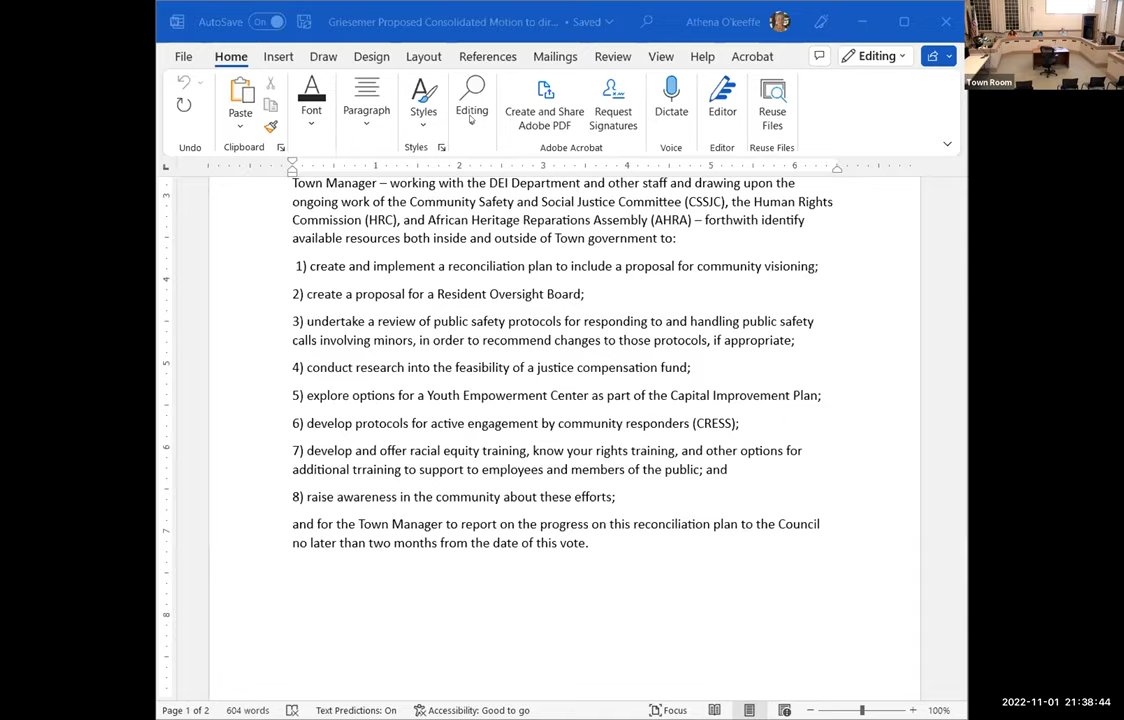 AutoSave On Griesemer Proposed Consolidated Motion to dir... • Saved Athena O'keeffe
File Home Insert Draw Design Layout References Mailings Review View Help Acrobat Editing
Paste Font Paragraph Styles Editing Create and Share Adobe PDF Request Signatures Dictate Editor Reuse Files
Undo Clipboard Styles Adobe Acrobat Voice Editor Reuse Files
1 2 3 4 5 6
Town Manager – working with the DEI Department and other staff and drawing upon the
ongoing work of the Community Safety and Social Justice Committee (CSSJC), the Human Rights
Commission (HRC), and African Heritage Reparations Assembly (AHRA) – forthwith identify
available resources both inside and outside of Town government to:
1) create and implement a reconciliation plan to include a proposal for community visioning;
2) create a proposal for a Resident Oversight Board;
3) undertake a review of public safety protocols for responding to and handling public safety
calls involving minors, in order to recommend changes to those protocols, if appropriate;
4) conduct research into the feasibility of a justice compensation fund;
5) explore options for a Youth Empowerment Center as part of the Capital Improvement Plan;
6) develop protocols for active engagement by community responders (CRESS);
7) develop and offer racial equity training, know your rights training, and other options for
additional trraining to support to employees and members of the public; and
8) raise awareness in the community about these efforts;
and for the Town Manager to report on the progress on this reconciliation plan to the Council
no later than two months from the date of this vote.
3
4
5
6
7
8
Page 1 of 2 604 words Text Predictions: On Accessibility: Good to go Focus 100%
Town Room
2022-11-01 21:38:44